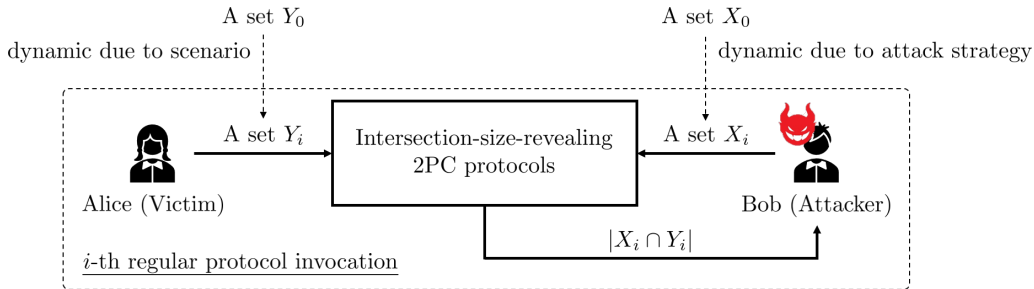 A set Y₀
A set X₀
dynamic due to scenario
dynamic due to attack strategy
A set Yᵢ
Intersection-size-revealing
2PC protocols
A set Xᵢ
Alice (Victim)
Bob (Attacker)
|Xᵢ ∩ Yᵢ|
i-th regular protocol invocation